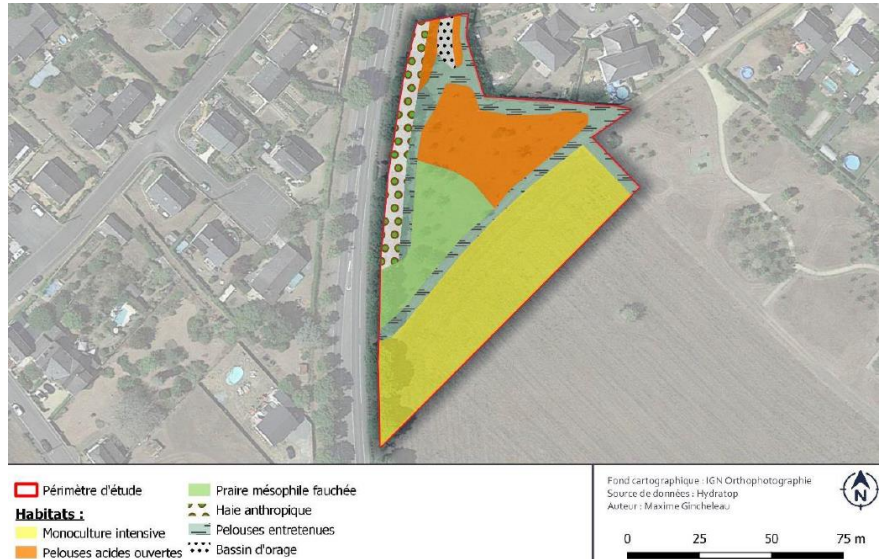 Périmètre d'étude
Habitats :
Monoculture intensive
Pelouses acides ouvertes
Praire mésophile fauchée
Haie anthropique
Pelouses entretenues
Bassin d'orage
Fond cartographique : IGN Orthophotographie
Source de données : Hydratop
Auteur : Maxime Gincheleau
N
0 25 50 75 m